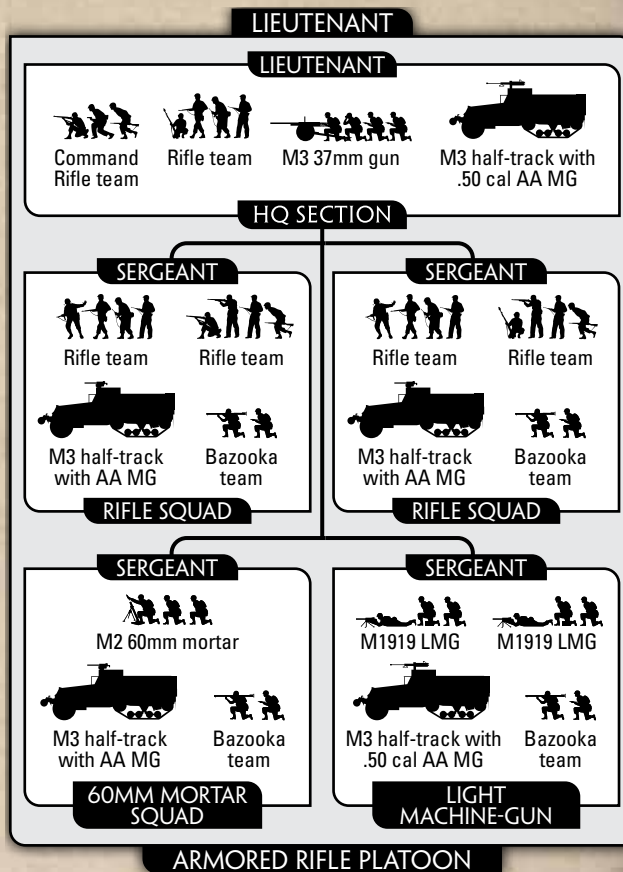 LIEUTENANT
LIEUTENANT
Command
Rifle team
Rifle team
M3 37mm gun
M3 half-track with
.50 cal AA MG
HQ SECTION
SERGEANT
Rifle team
Rifle team
M3 half-track
with AA MG
Bazooka
team
RIFLE SQUAD
SERGEANT
Rifle team
Rifle team
M3 half-track
with AA MG
Bazooka
team
RIFLE SQUAD
SERGEANT
M2 60mm mortar
M3 half-track
with AA MG
Bazooka
team
60MM MORTAR
SQUAD
SERGEANT
M1919 LMG
M1919 LMG
M3 half-track with
.50 cal AA MG
Bazooka
team
LIGHT
MACHINE-GUN
ARMORED RIFLE PLATOON